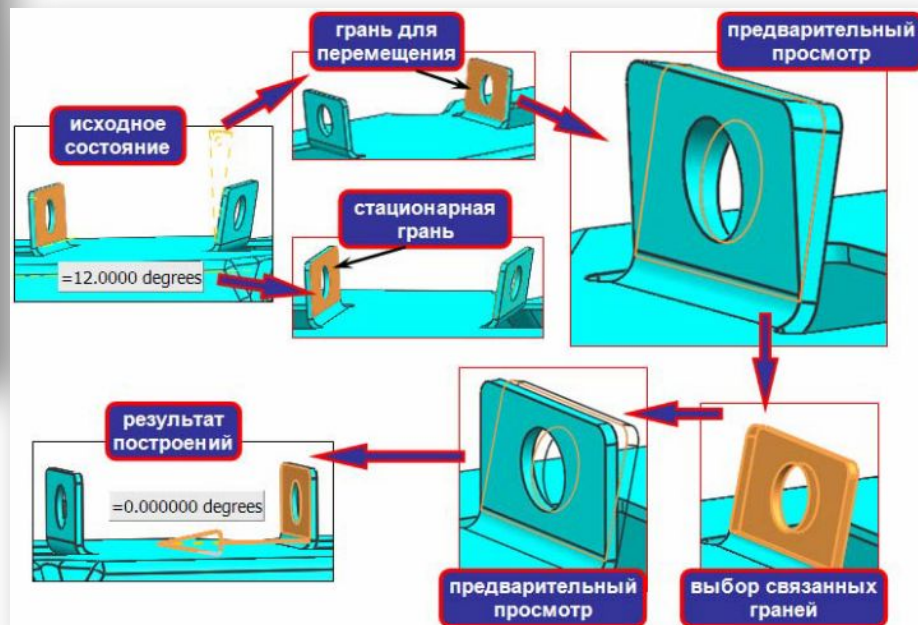 грань для
перемещения
предварительный
просмотр
исходное
состояние
стационарная
грань
=12.0000 degrees
результат
построений
=0.000000 degrees
предварительный
просмотр
выбор связанных
граней